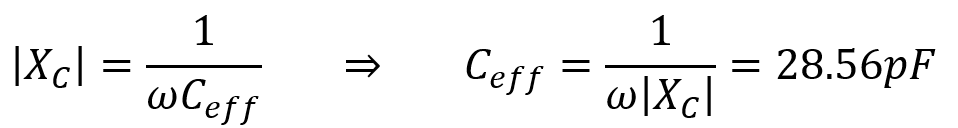 |X_C| = 1/(ωC_eff) ⇒ C_eff = 1/(ω|X_C|) = 28.56pF